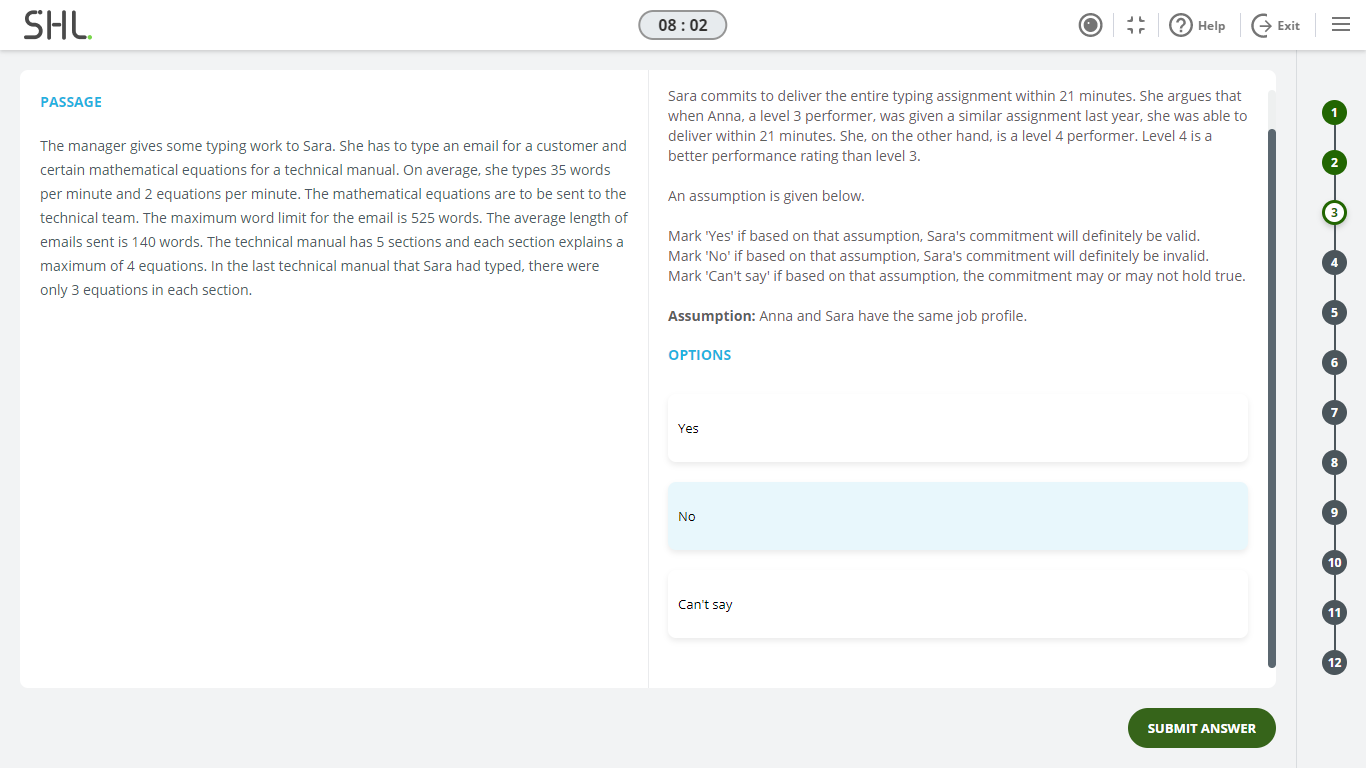 SHL.
08 : 02
Help
Exit
PASSAGE
The manager gives some typing work to Sara. She has to type an email for a customer and
certain mathematical equations for a technical manual. On average, she types 35 words
per minute and 2 equations per minute. The mathematical equations are to be sent to the
technical team. The maximum word limit for the email is 525 words. The average length of
emails sent is 140 words. The technical manual has 5 sections and each section explains a
maximum of 4 equations. In the last technical manual that Sara had typed, there were
only 3 equations in each section.
Sara commits to deliver the entire typing assignment within 21 minutes. She argues that
when Anna, a level 3 performer, was given a similar assignment last year, she was able to
deliver within 21 minutes. She, on the other hand, is a level 4 performer. Level 4 is a
better performance rating than level 3.
An assumption is given below.
Mark 'Yes' if based on that assumption, Sara's commitment will definitely be valid.
Mark 'No' if based on that assumption, Sara's commitment will definitely be invalid.
Mark 'Can't say' if based on that assumption, the commitment may or may not hold true.
Assumption: Anna and Sara have the same job profile.
OPTIONS
Yes
No
Can't say
SUBMIT ANSWER
1
2
3
4
5
6
7
8
9
10
11
12